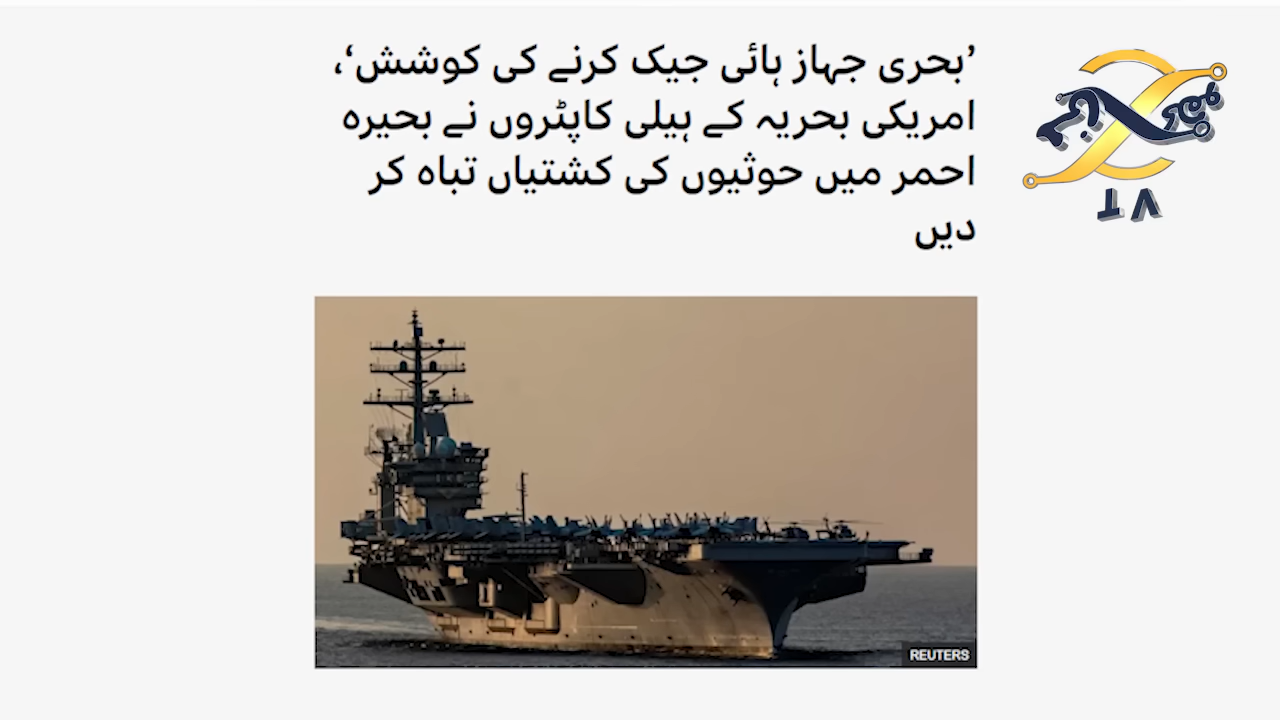 ’بحری جہاز ہائی جیک کرنے کی کوشش‘،
امریکی بحریہ کے ہیلی کاپٹروں نے بحیرہ
احمر میں حوثیوں کی کشتیاں تباہ کر
دیں
TV
REUTERS